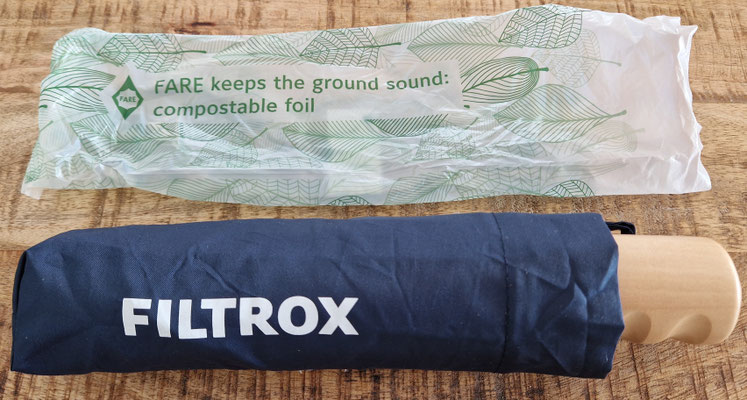 FARE keeps the ground sound:
FARE
compostable foil
FILTROX